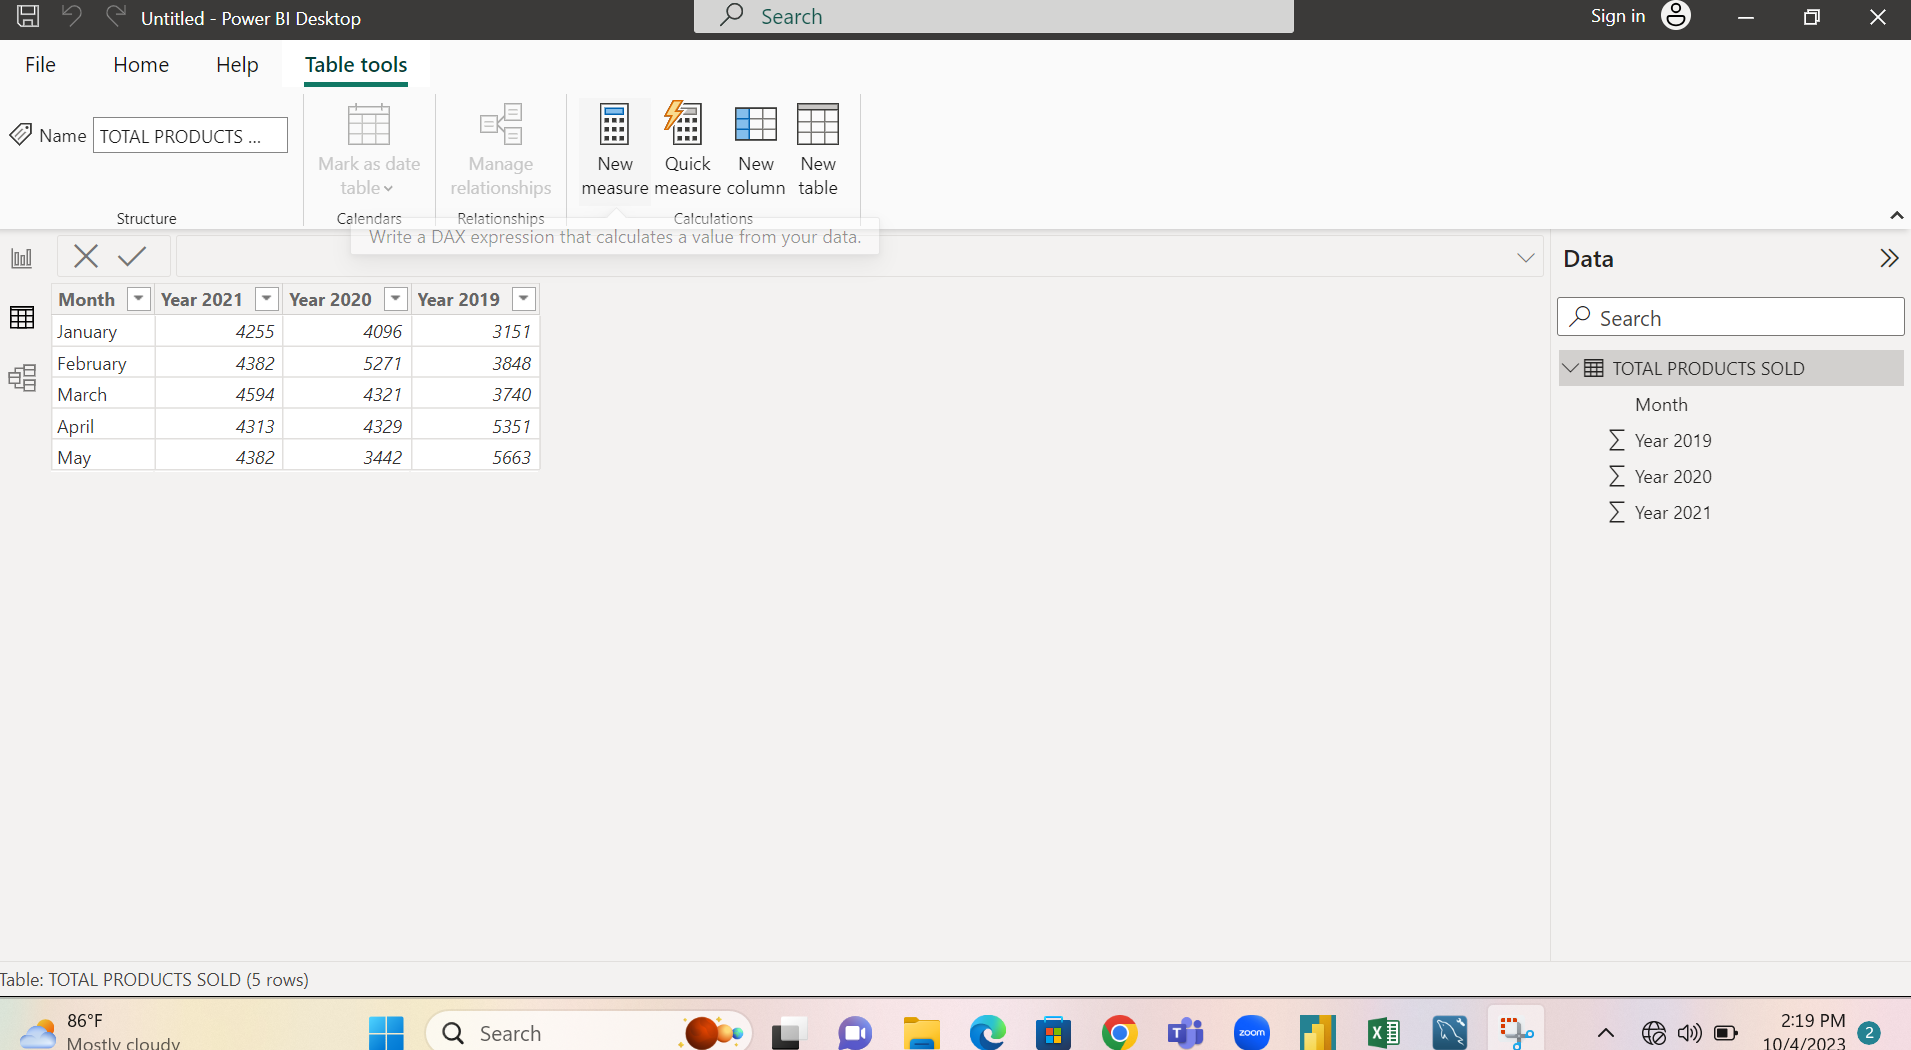 Untitled - Power BI Desktop
Search
Sign in
File
Home
Help
Table tools
Name
TOTAL PRODUCTS ...
Mark as date
table
Manage
relationships
New
measure
Quick
measure
New
column
New
table
Structure
Calendars
Relationships
Calculations
Write a DAX expression that calculates a value from your data.
Month Year 2021 Year 2020 Year 2019
January 4255 4096 3151
February 4382 5271 3848
March 4594 4321 3740
April 4313 4329 5351
May 4382 3442 5663
Data
Search
TOTAL PRODUCTS SOLD
Month
Year 2019
Year 2020
Year 2021
Table: TOTAL PRODUCTS SOLD (5 rows)
86°F
Mostly cloudy
Search
T
zoom
X
2:19 PM
10/4/2023
2